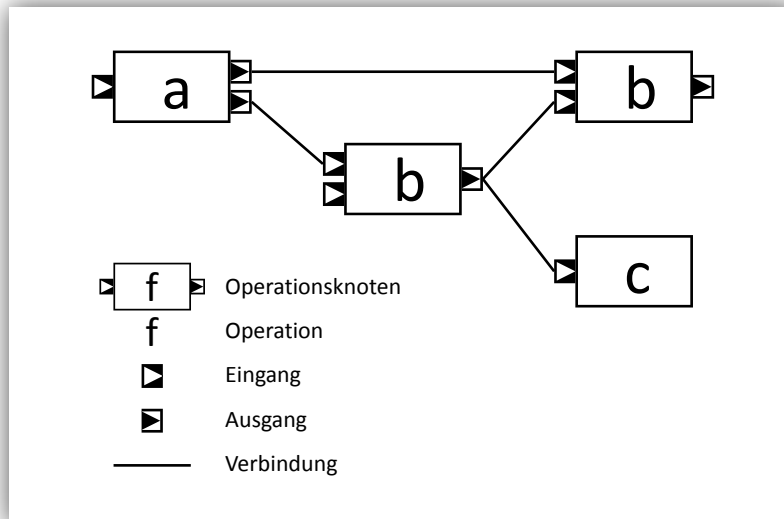 a
b
b
c
f Operationsknoten
f Operation
Eingang
Ausgang
Verbindung